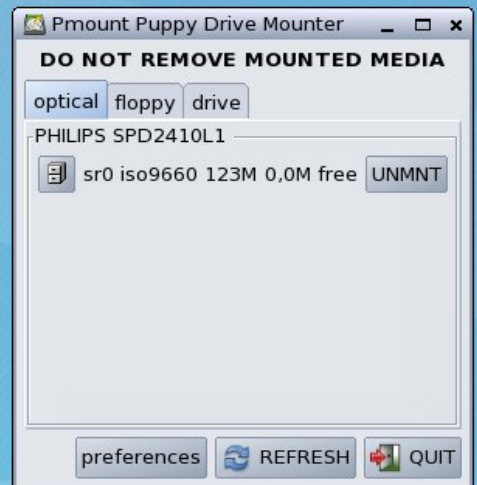 Pmount Puppy Drive Mounter
DO NOT REMOVE MOUNTED MEDIA
optical floppy drive
PHILIPS SPD2410L1
sr0 iso9660 123M 0,0M free UNMNT
preferences REFRESH QUIT